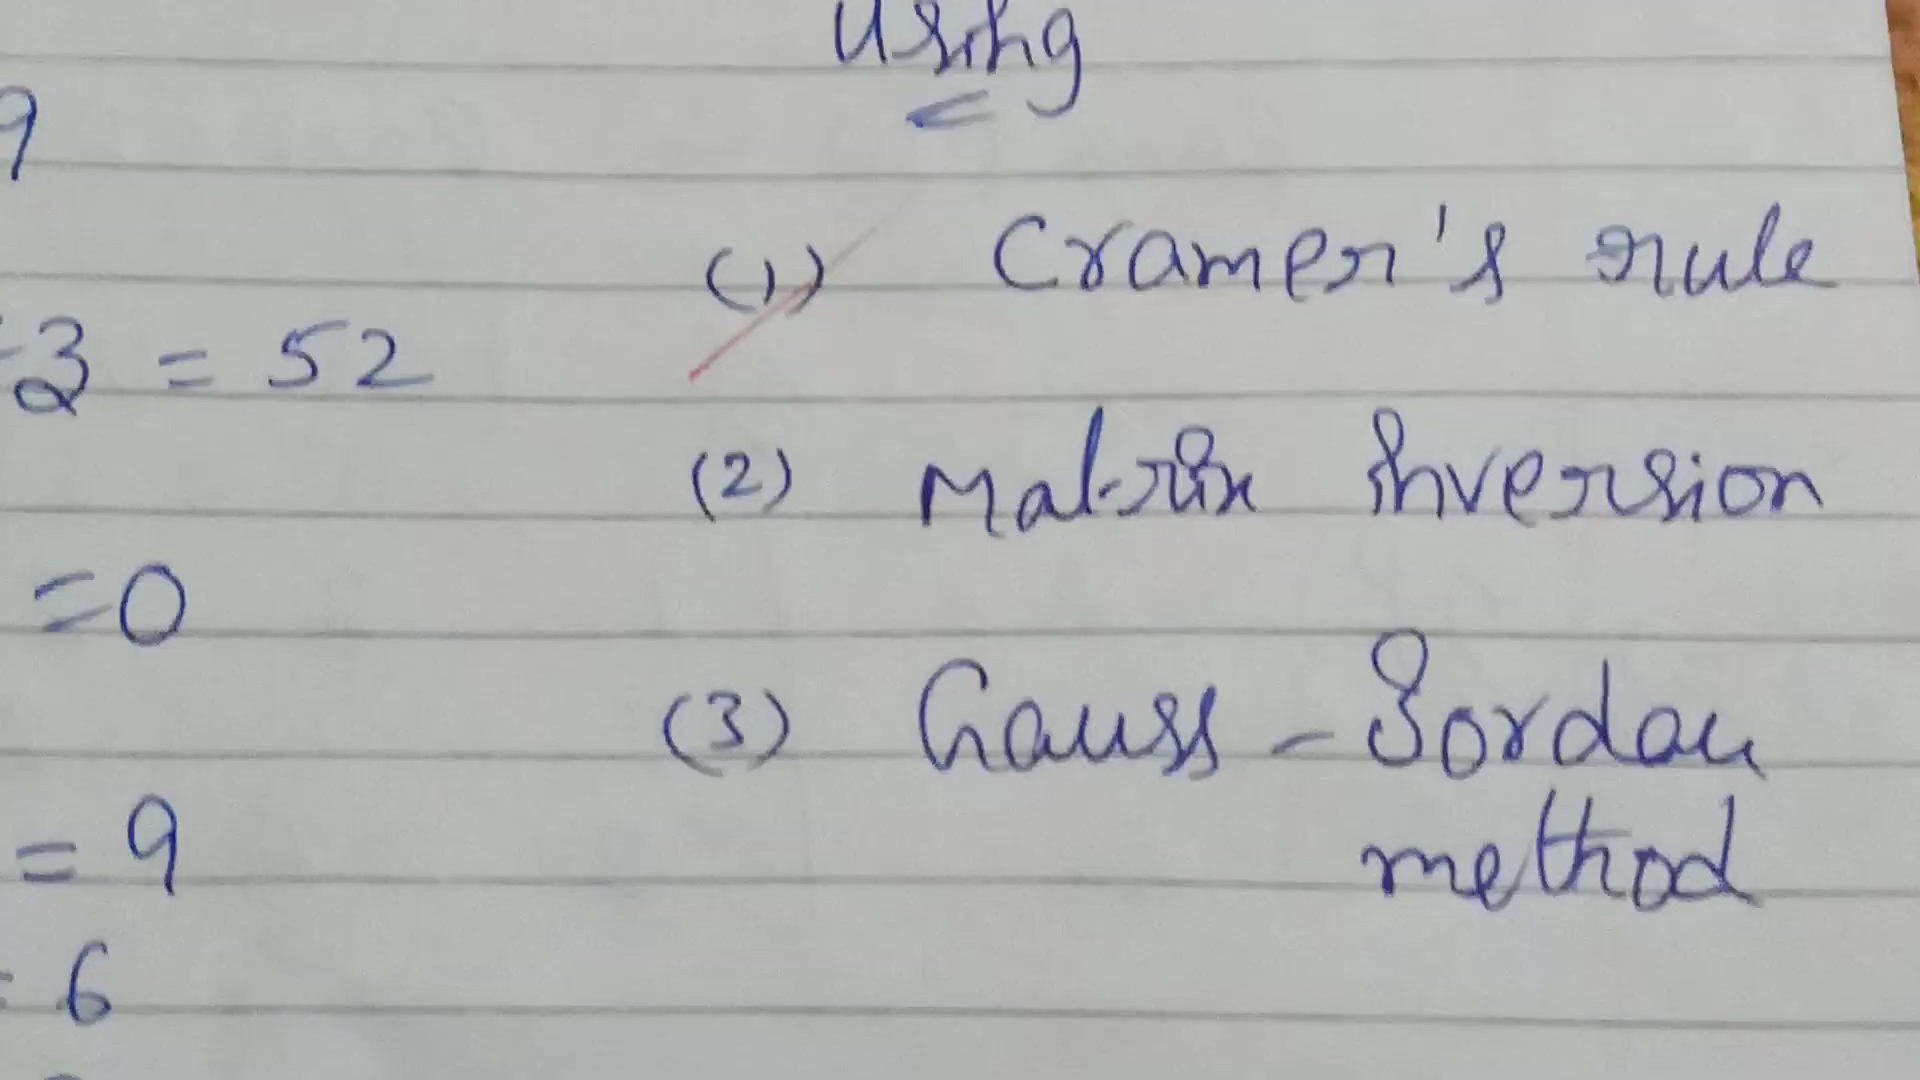 using
9
(1) Cramer's rule
3 = 52
(2) Matrix inversion
=0
(3) Gauss - Jordan
= 9 method
= 6